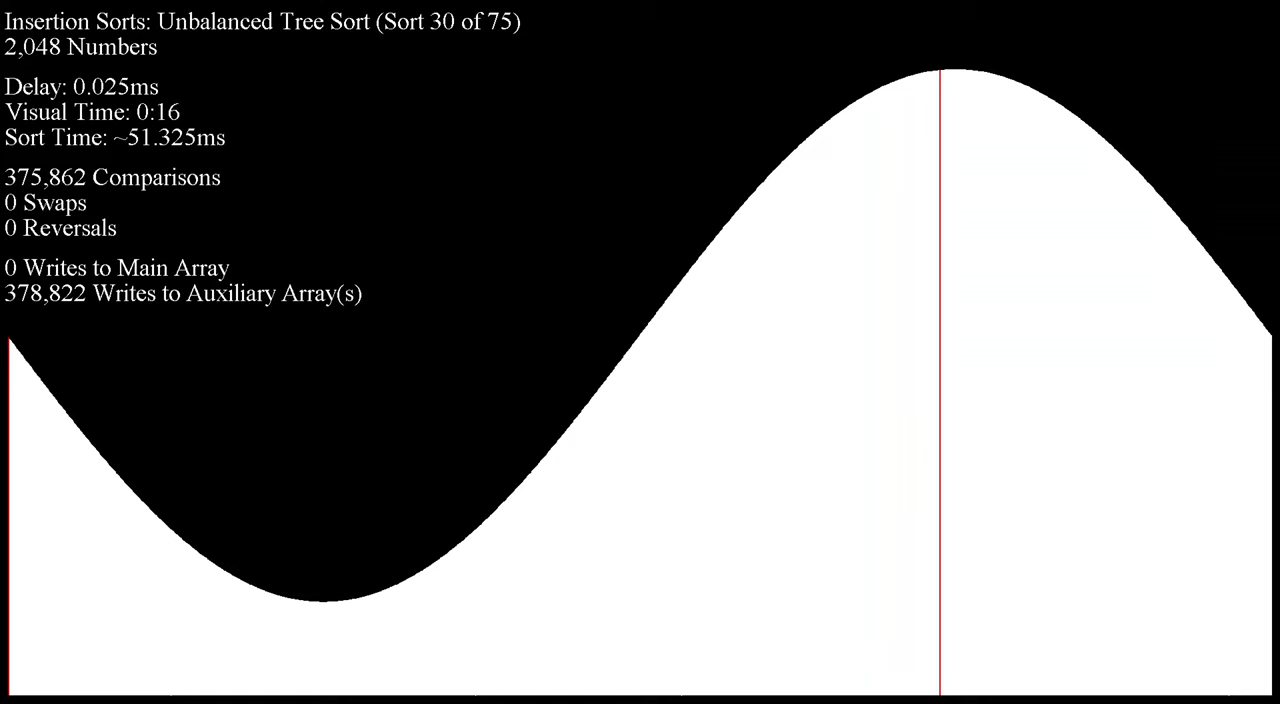 Insertion Sorts: Unbalanced Tree Sort (Sort 30 of 75)
2,048 Numbers
Delay: 0.025ms
Visual Time: 0:16
Sort Time: ~51.325ms
375,862 Comparisons
0 Swaps
0 Reversals
0 Writes to Main Array
378,822 Writes to Auxiliary Array(s)